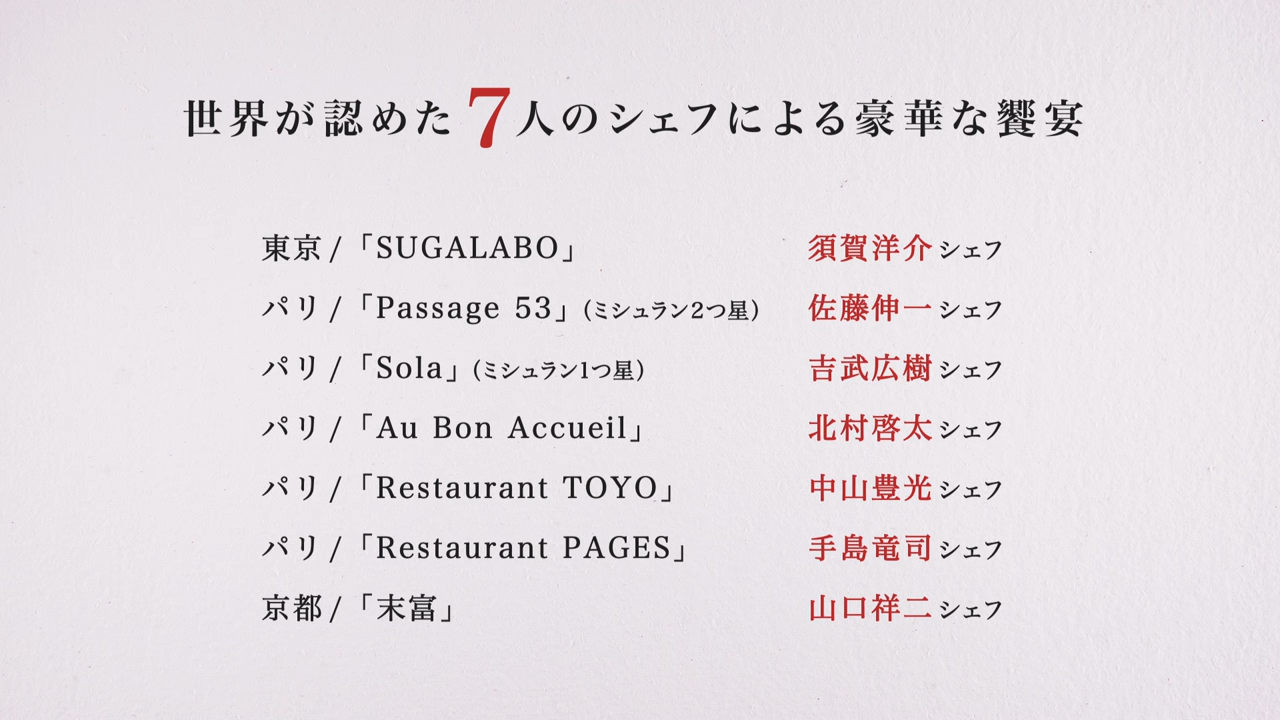 世界が認めた7人のシェフによる豪華な饗宴
東京/「SUGALABO」 須賀洋介シェフ
パリ/「Passage 53」(ミシュラン2つ星) 佐藤伸一シェフ
パリ/「Sola」(ミシュラン1つ星) 吉武広樹シェフ
パリ/「Au Bon Accueil」 北村啓太シェフ
パリ/「Restaurant TOYO」 中山豊光シェフ
パリ/「Restaurant PAGES」 手島竜司シェフ
京都/「末富」 山口祥二シェフ